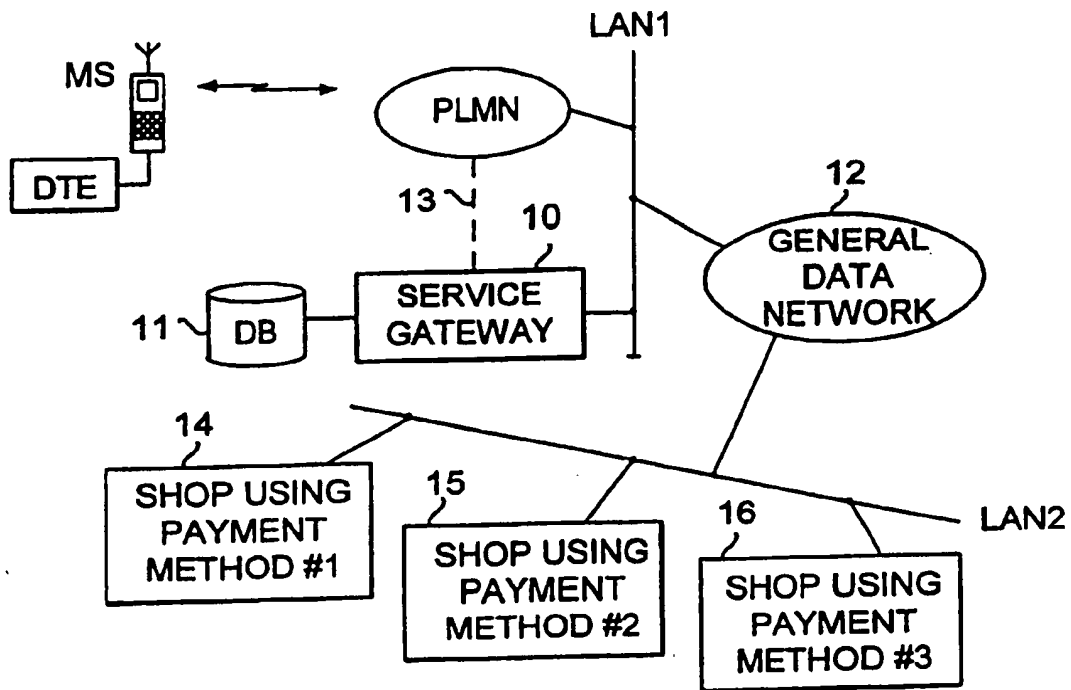 LAN1
MS
PLMN
DTE
13
10
12
GENERAL
DATA
NETWORK
SERVICE
GATEWAY
11
DB
14
SHOP USING
PAYMENT
METHOD #1
15
SHOP USING
PAYMENT
METHOD #2
16
SHOP USING
PAYMENT
METHOD #3
LAN2